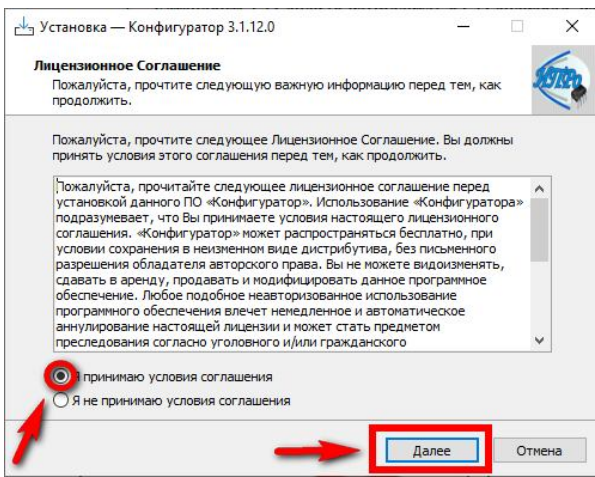 Установка — Конфигуратор 3.1.12.0
Лицензионное Соглашение
Пожалуйста, прочтите следующую важную информацию перед тем, как
продолжить.
Пожалуйста, прочтите следующее Лицензионное Соглашение. Вы должны
принять условия этого соглашения перед тем, как продолжить.
Пожалуйста, прочитайте следующее лицензионное соглашение перед
установкой данного ПО «Конфигуратор». Использование «Конфигуратора»
подразумевает, что Вы принимаете условия настоящего лицензионного
соглашения. «Конфигуратор» может распространяться бесплатно, при
условии сохранения в неизменном виде дистрибутива, без письменного
разрешения обладателя авторского права. Вы не можете видоизменять,
сдавать в аренду, продавать и модифицировать данное программное
обеспечение. Любое подобное неавторизованное использование
программного обеспечения влечет немедленное и автоматическое
аннулирование настоящей лицензии и может стать предметом
преследования согласно уголовного и/или гражданского
Я принимаю условия соглашения
Я не принимаю условия соглашения
Далее
Отмена